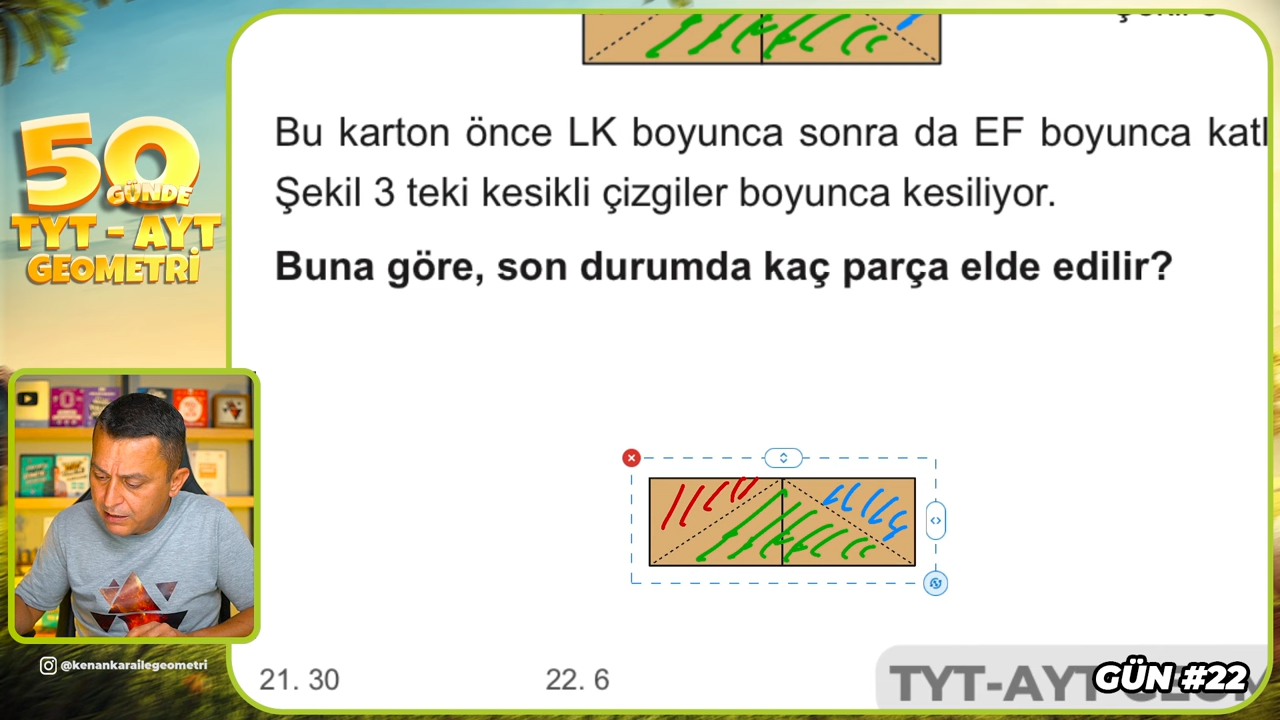 Bu karton önce LK boyunca sonra da EF boyunca katl
Şekil 3 teki kesikli çizgiler boyunca kesiliyor.
Buna göre, son durumda kaç parça elde edilir?
50
GÜNDE
TYT - AYT
GEOMETRİ
@kenankarailegeometri
21. 30 22. 6
TYT-AYT
GÜN #22